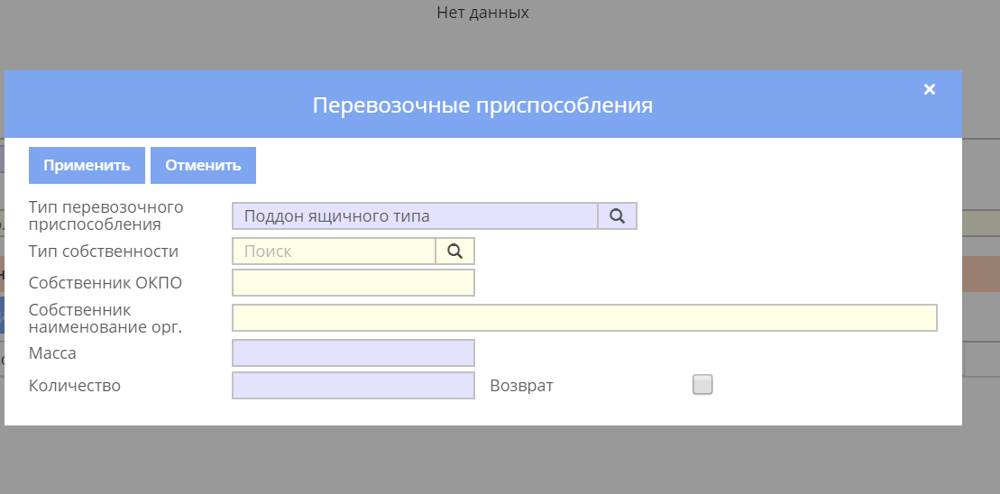 Нет данных
Перевозочные приспособления
Применить Отменить
Тип перевозочного
приспособления
Поддон ящичного типа
Тип собственности Поиск
Собственник ОКПО
Собственник
наименование орг.
Масса
Количество Возврат